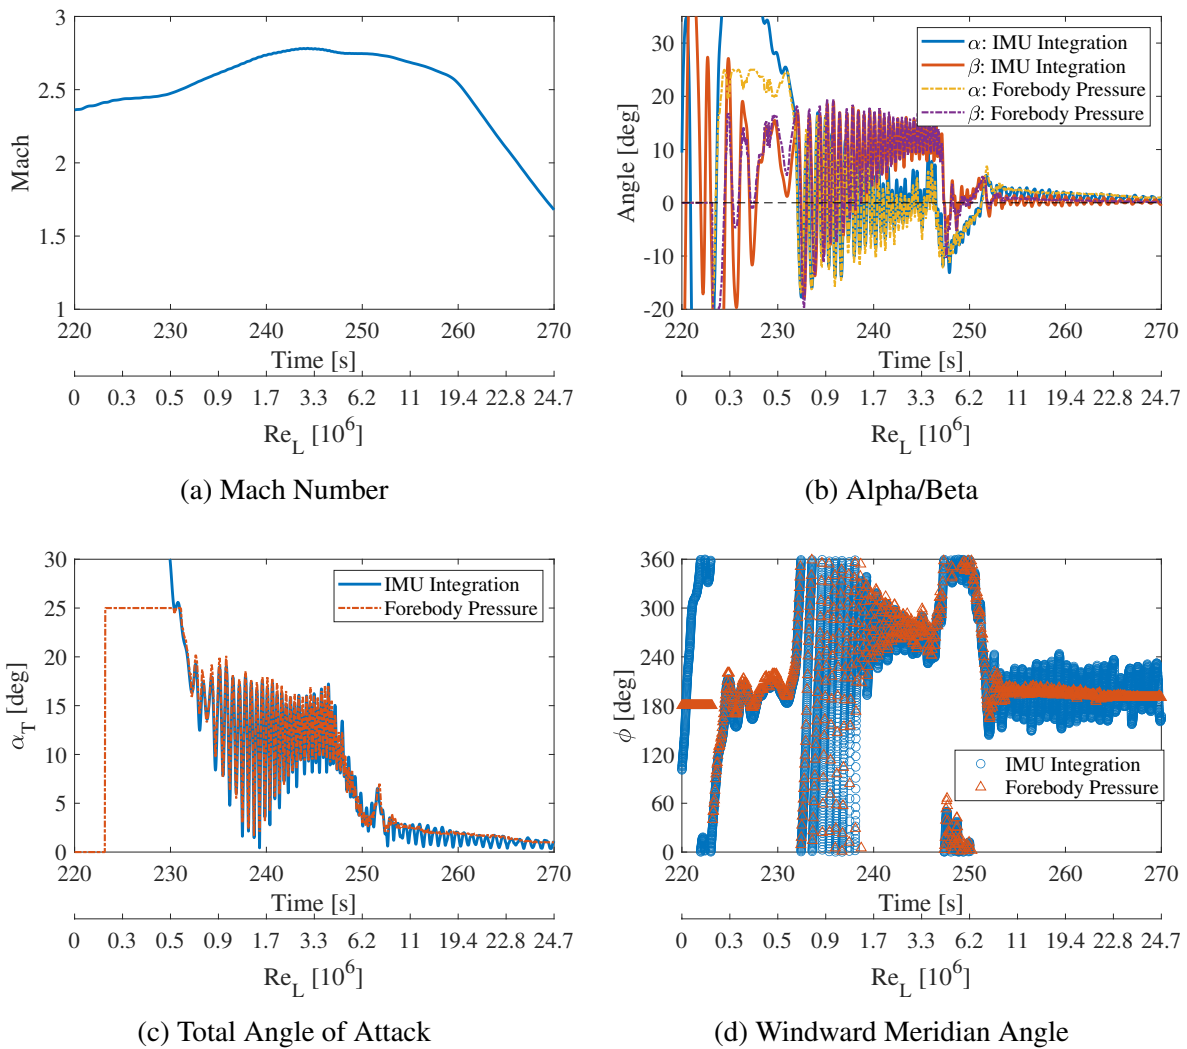 3
2.5
2
1.5
1
Mach
220 230 240 250 260 270
Time [s]
0 0.3 0.5 0.9 1.7 3.3 6.2 11 19.4 22.8 24.7
Re_L [10^6]
(a) Mach Number
30
20
10
0
-10
-20
Angle [deg]
α: IMU Integration
β: IMU Integration
α: Forebody Pressure
β: Forebody Pressure
220 230 240 250 260 270
Time [s]
0 0.3 0.5 0.9 1.7 3.3 6.2 11 19.4 22.8 24.7
Re_L [10^6]
(b) Alpha/Beta
30
25
20
15
10
5
0
α_T [deg]
IMU Integration
Forebody Pressure
220 230 240 250 260 270
Time [s]
0 0.3 0.5 0.9 1.7 3.3 6.2 11 19.4 22.8 24.7
Re_L [10^6]
(c) Total Angle of Attack
360
300
240
180
120
60
0
ϕ [deg]
IMU Integration
Forebody Pressure
220 230 240 250 260 270
Time [s]
0 0.3 0.5 0.9 1.7 3.3 6.2 11 19.4 22.8 24.7
Re_L [10^6]
(d) Windward Meridian Angle